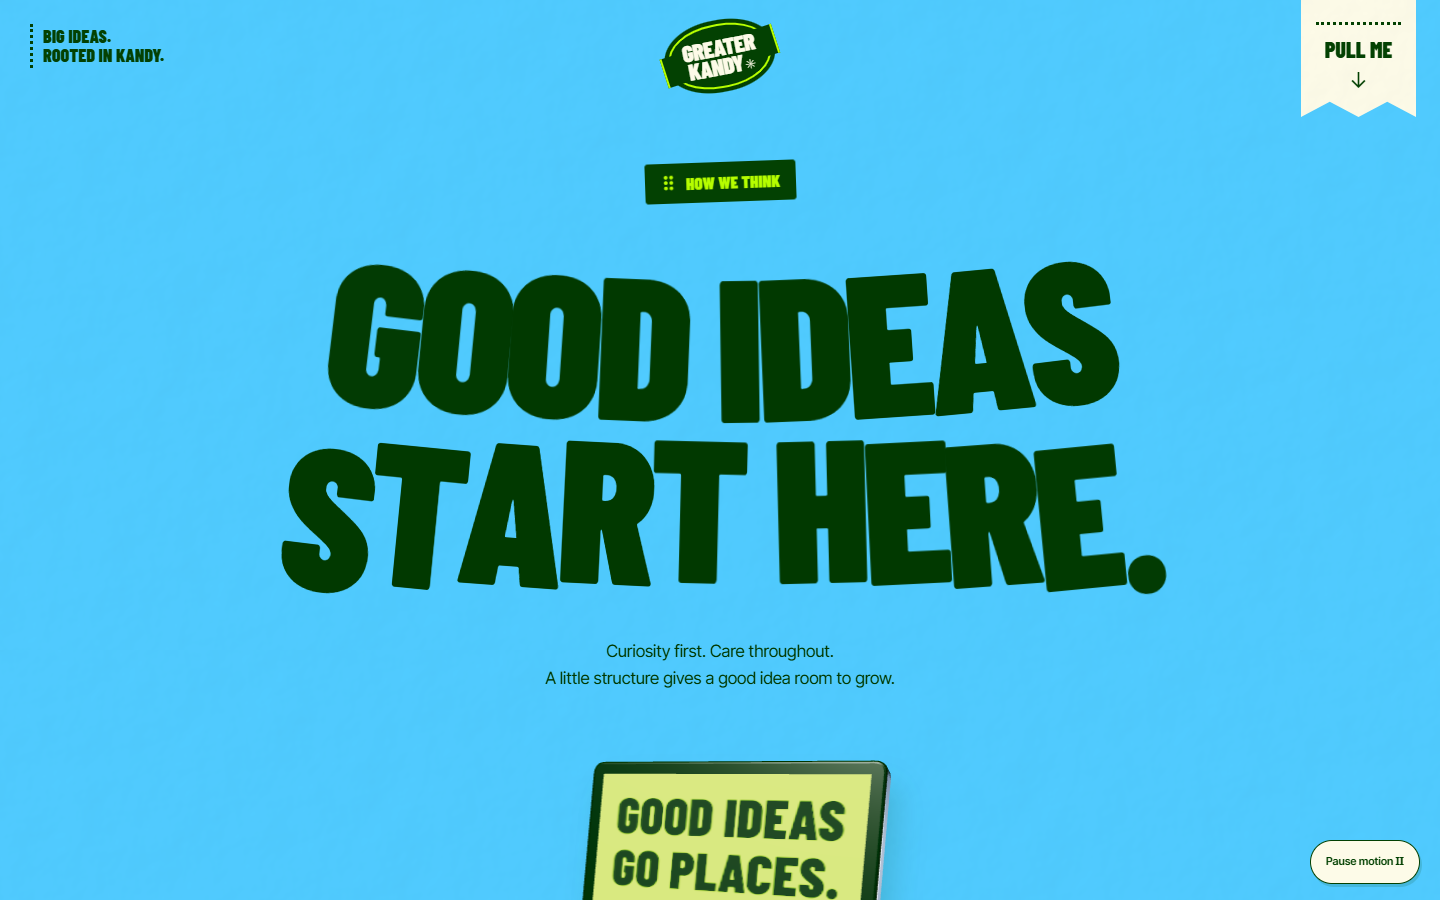 BIG IDEAS.
ROOTED IN KANDY.
GREATER
KANDY
PULL ME
HOW WE THINK
GOOD IDEAS
START HERE.
Curiosity first. Care throughout.
A little structure gives a good idea room to grow.
GOOD IDEAS
GO PLACES.
Pause motion